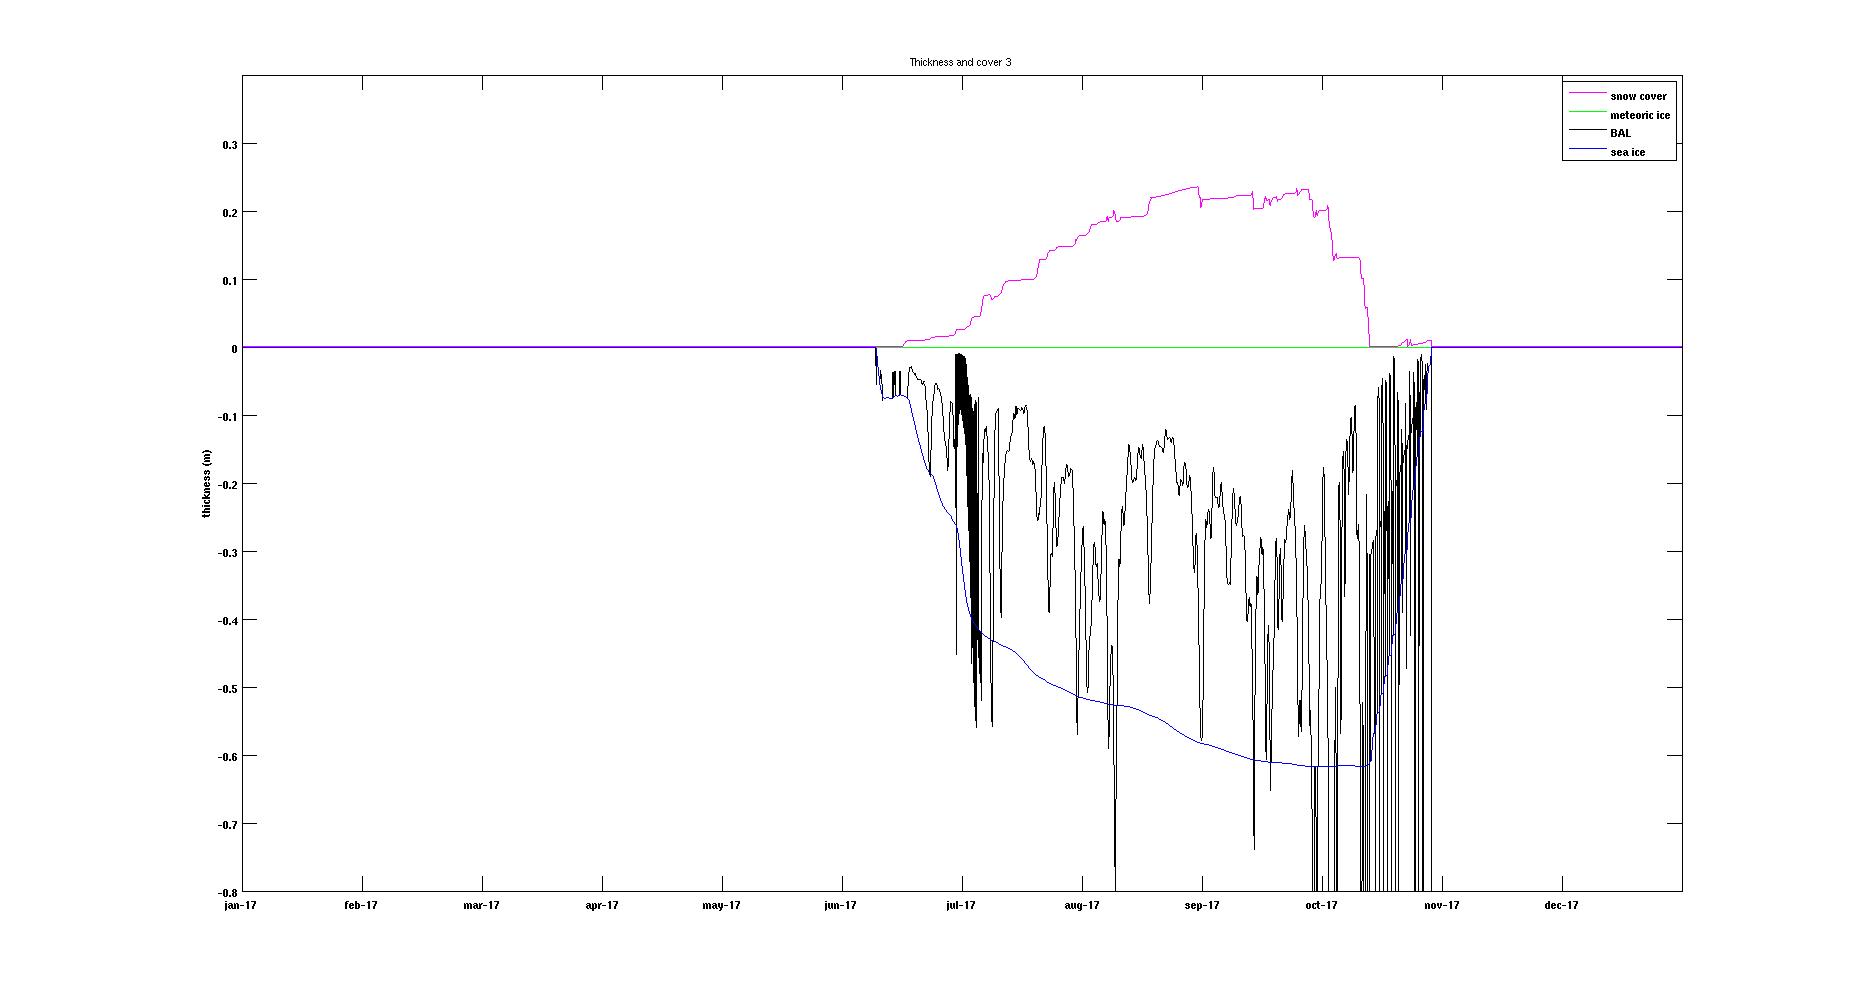 Thickness and cover 3
snow cover
meteoric ice
BAL
sea ice
thickness (m)
0.3
0.2
0.1
0
-0.1
-0.2
-0.3
-0.4
-0.5
-0.6
-0.7
-0.8
jan-17 feb-17 mar-17 apr-17 may-17 jun-17 jul-17 aug-17 sep-17 oct-17 nov-17 dec-17